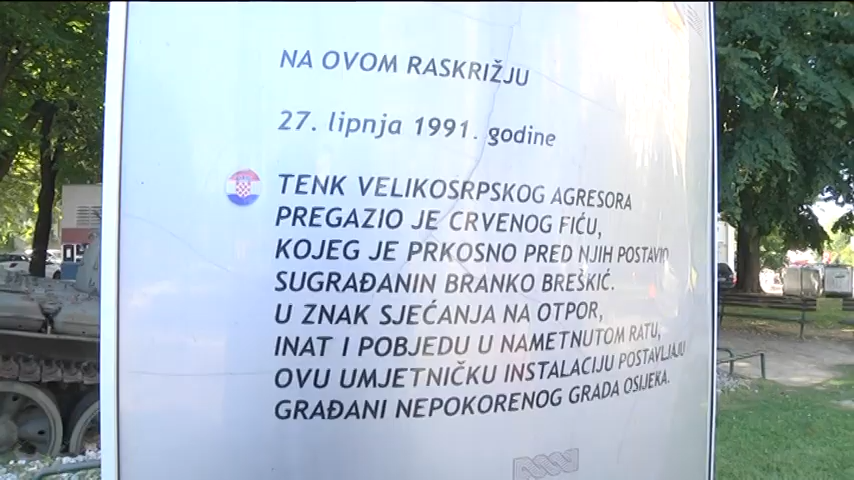 NA OVOM RASKRIŽJU
27. lipnja 1991. godine
TENK VELIKOSRPSKOG AGRESORA
PREGAZIO JE CRVENOG FIĆU,
KOJEG JE PRKOSNO PRED NJIH POSTAVIO
SUGRAĐANIN BRANKO BREŠKIĆ.
U ZNAK SJEĆANJA NA OTPOR,
INAT I POBJEDU U NAMETNUTOM RATU,
OVU UMJETNIČKU INSTALACIJU POSTAVLJAJU
GRAĐANI NEPOKORENOG GRADA OSIJEKA.